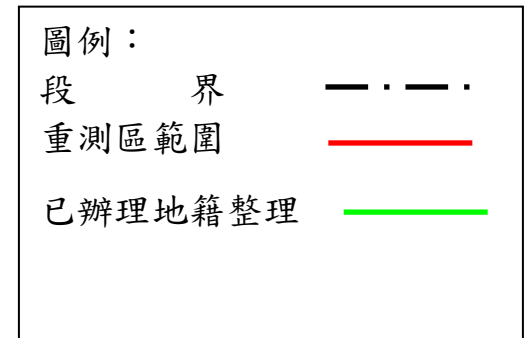 圖例：
段　　　界
重測區範圍
已辦理地籍整理